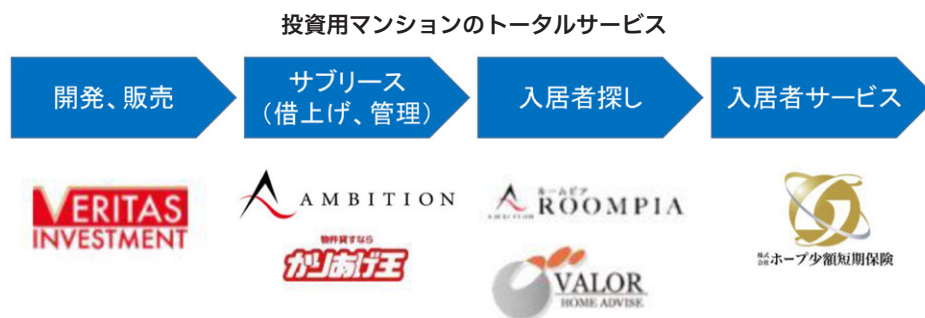 投資用マンションのトータルサービス
開発、販売
サブリース
（借上げ、管理）
入居者探し
入居者サービス
VERITAS
INVESTMENT
AMBITION
物件貸すなら
かりあげ王
ルームピア
AMBITION ROOMPIA
VALOR
HOME ADVISE
株式会社ホープ少額短期保険